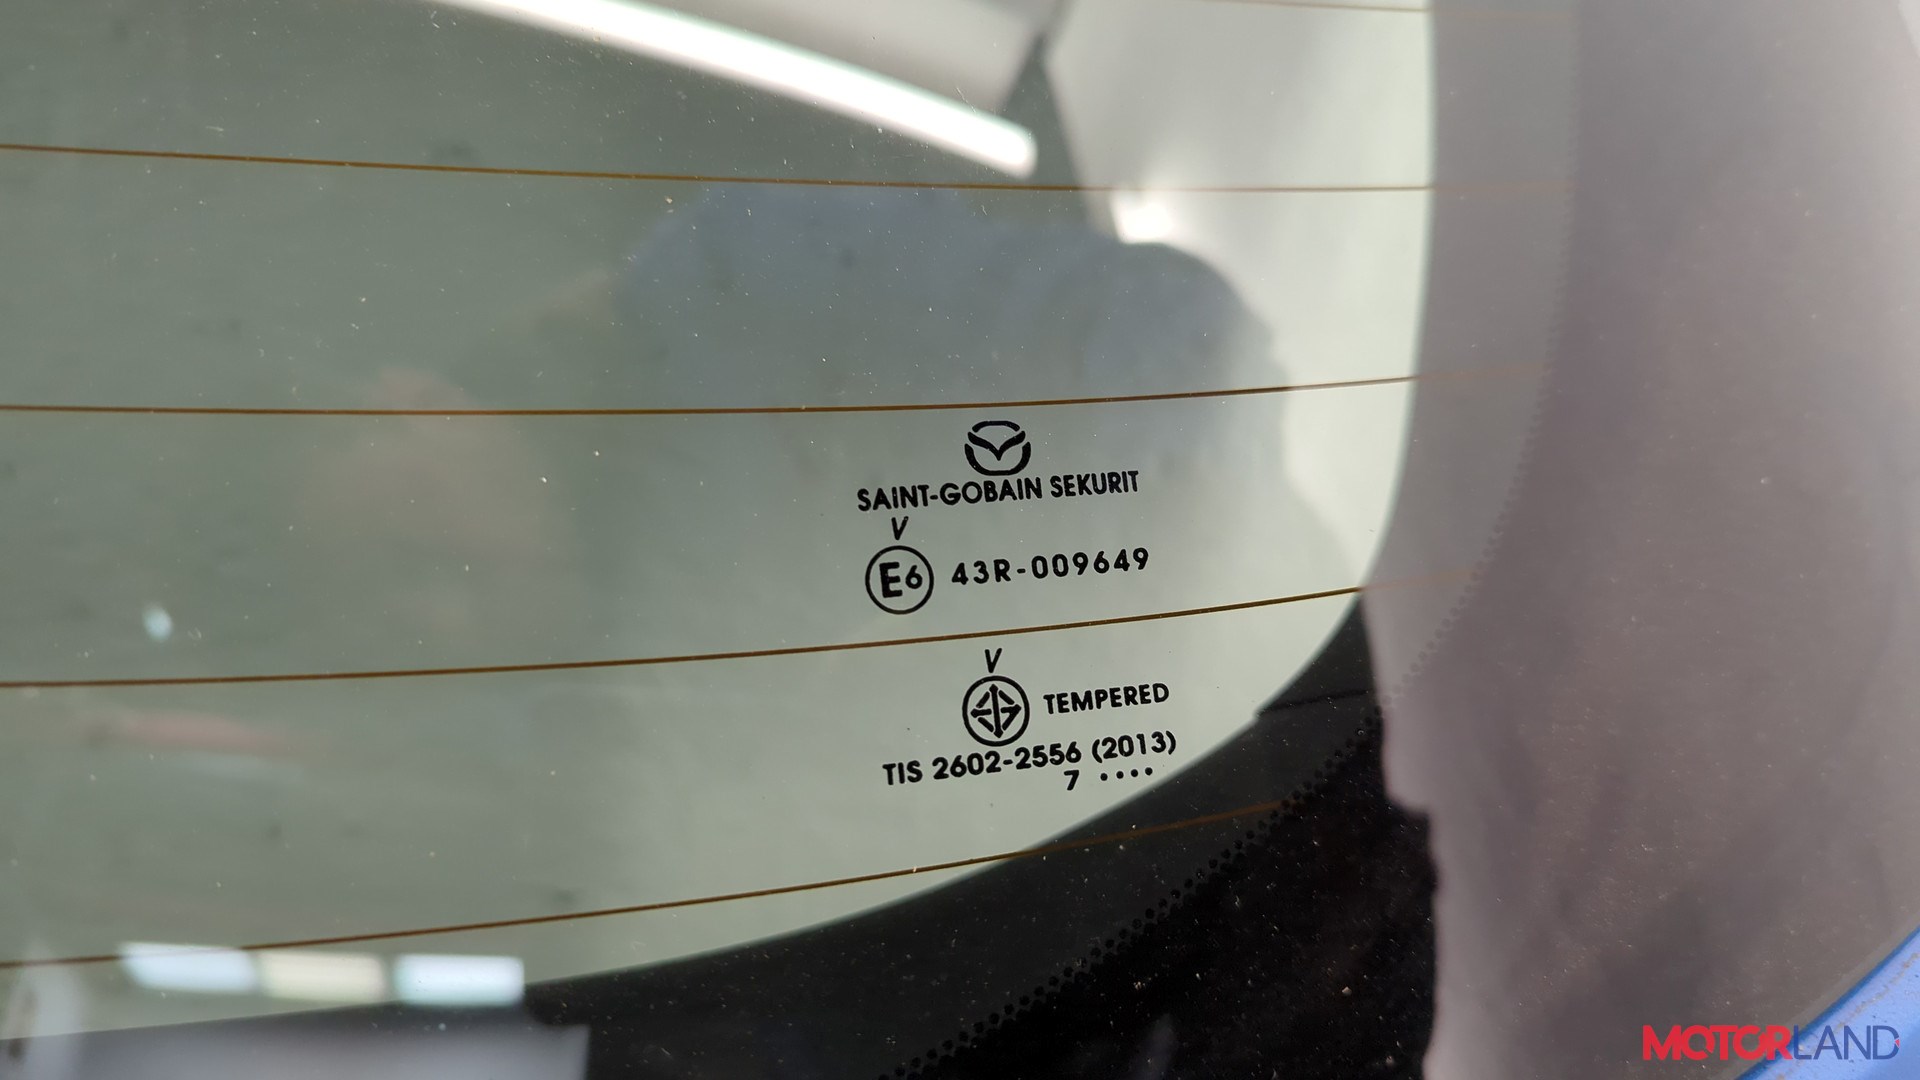 SAINT-GOBAIN SEKURIT
V
E6 43R-009649
V
TEMPERED
TIS 2602-2556 (2013)
7 ····
MOTORLAND